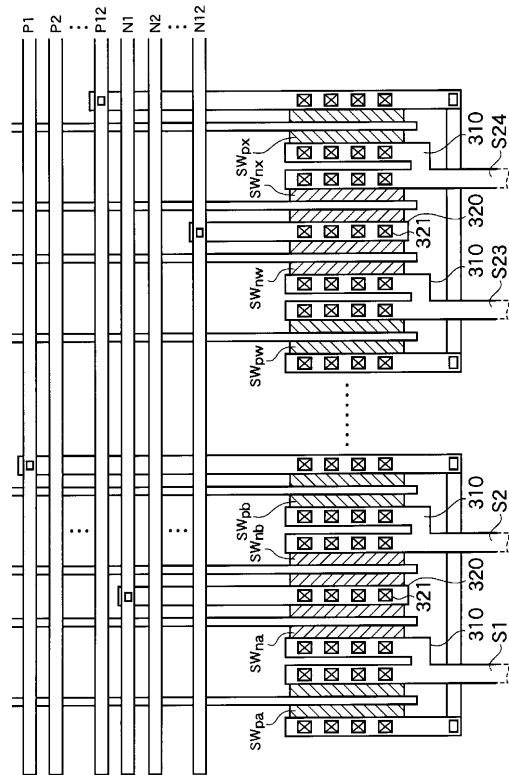 P1
P2
P12
N1
N2
N12
SWpx
SWnx
SWnw
SWpw
SWpb
SWnb
SWna
SWpa
310
S24
320
321
310
S23
310
S2
320
321
310
S1